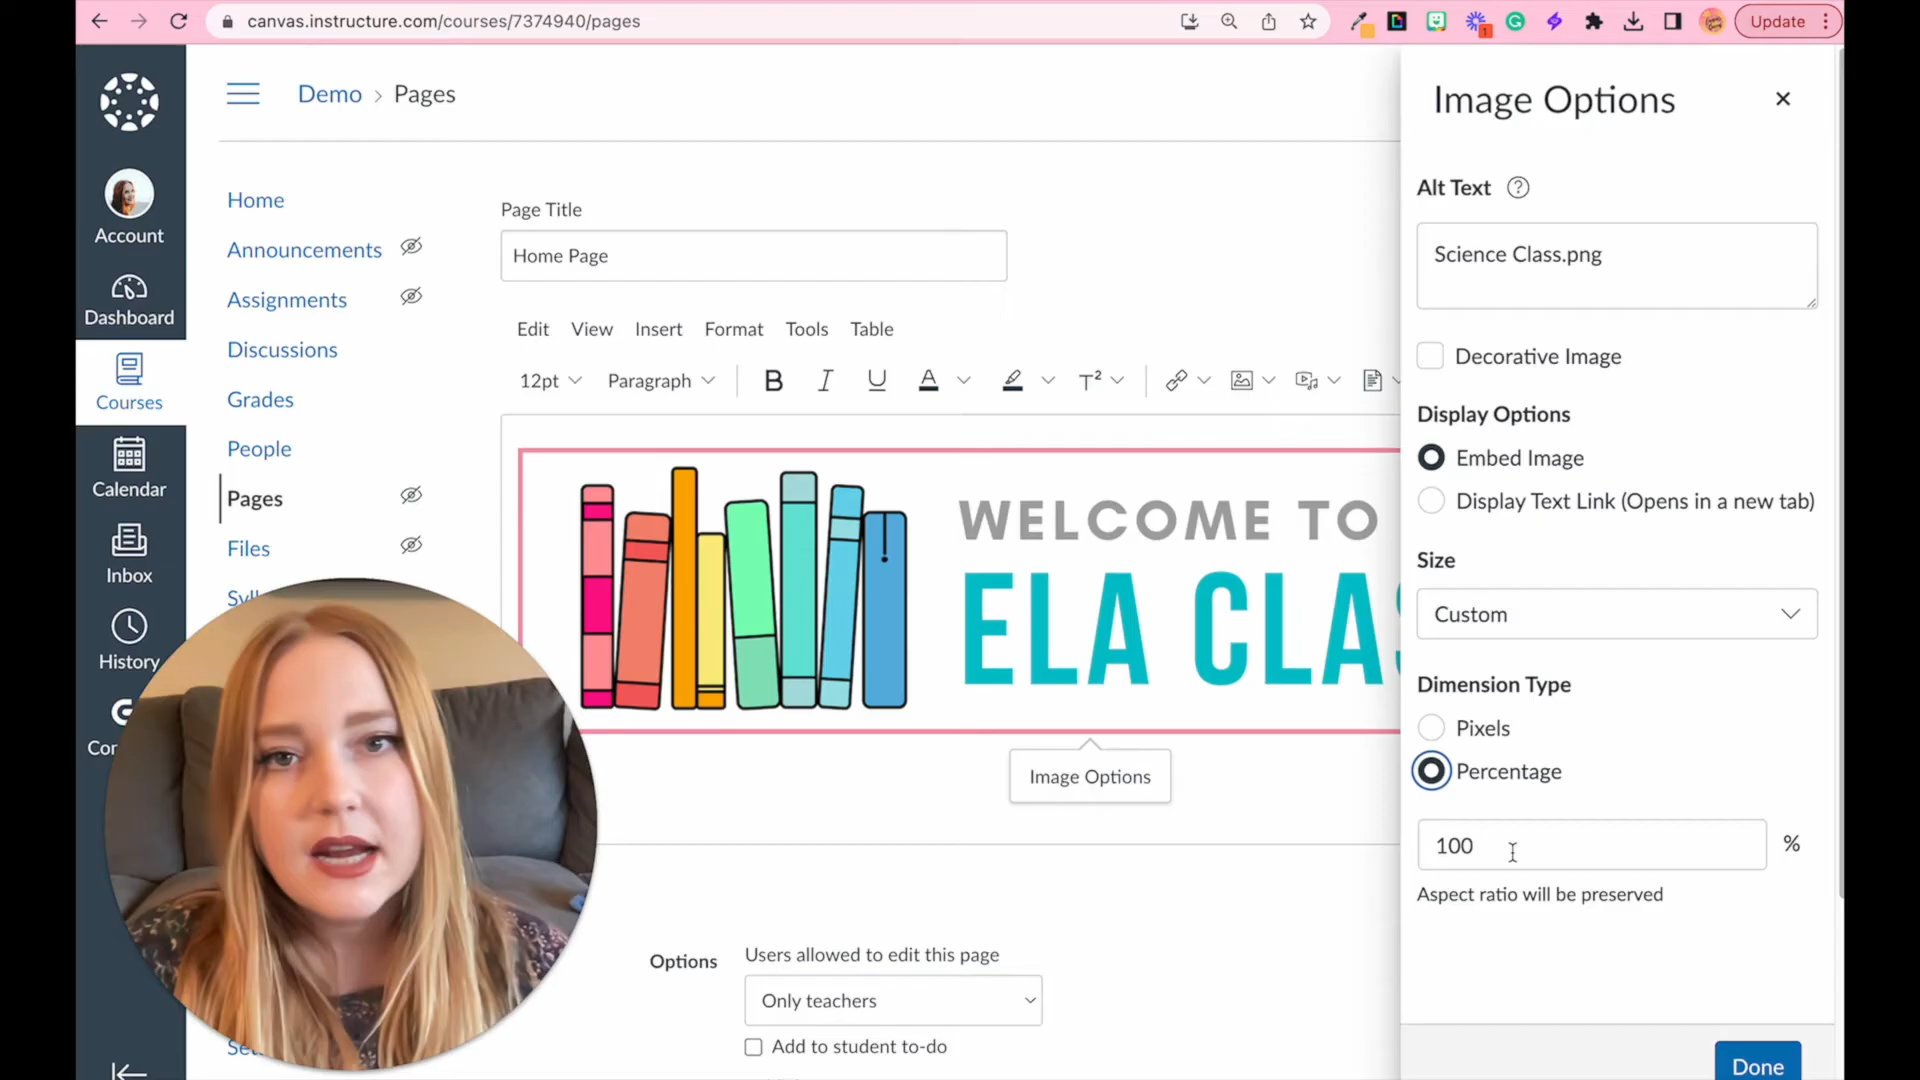 canvas.instructure.com/courses/7374940/pages
1
Update
Demo > Pages
Account
Dashboard
Courses
Calendar
Inbox
History
Home
Announcements
Assignments
Discussions
Grades
People
Pages
Files
Page Title
Home Page
Edit View Insert Format Tools Table
12pt Paragraph B I U A T²
WELCOME TO
ELA CLAS
Image Options
Options
Users allowed to edit this page
Only teachers
Add to student to-do
Image Options
Alt Text
Science Class.png
Decorative Image
Display Options
Embed Image
Display Text Link (Opens in a new tab)
Size
Custom
Dimension Type
Pixels
Percentage
100 %
Aspect ratio will be preserved
Done